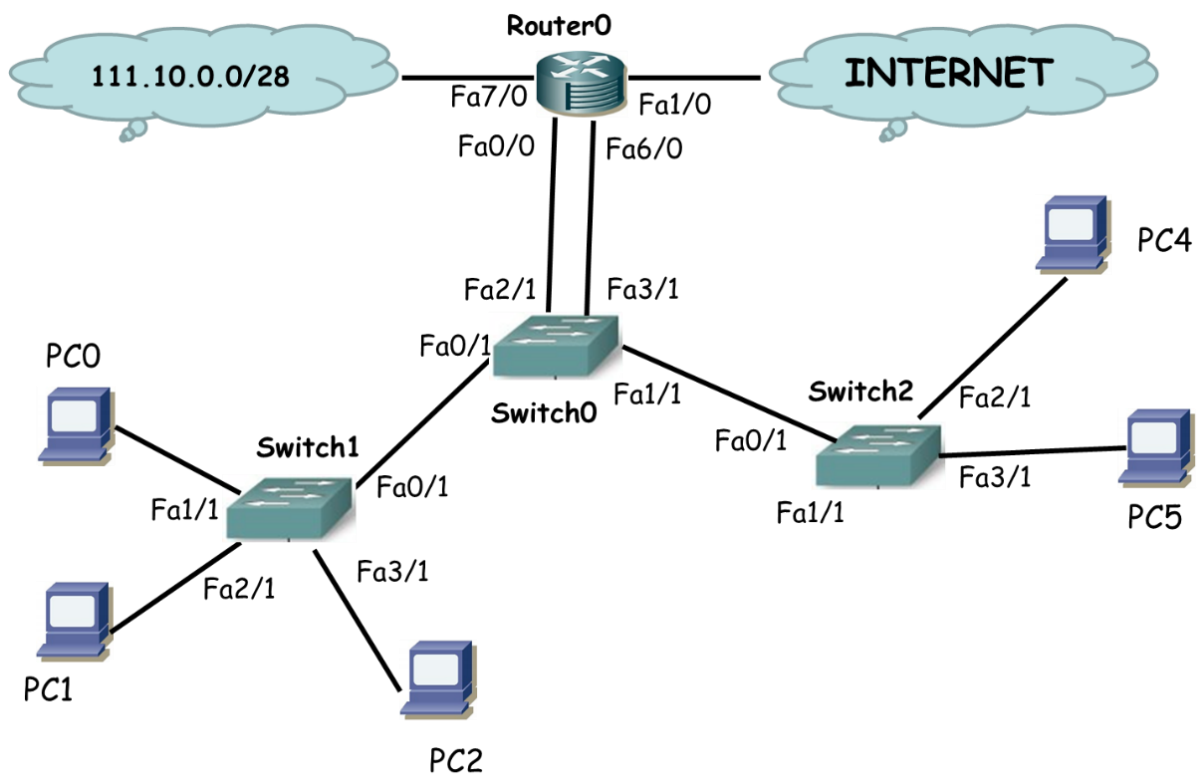 Router0
111.10.0.0/28
INTERNET
Fa7/0
Fa1/0
Fa0/0
Fa6/0
PC4
Fa2/1
Fa3/1
Fa0/1
PC0
Fa1/1
Switch2
Switch0
Fa2/1
Switch1
Fa0/1
Fa0/1
Fa3/1
Fa1/1
Fa1/1
PC5
Fa3/1
Fa2/1
PC1
PC2